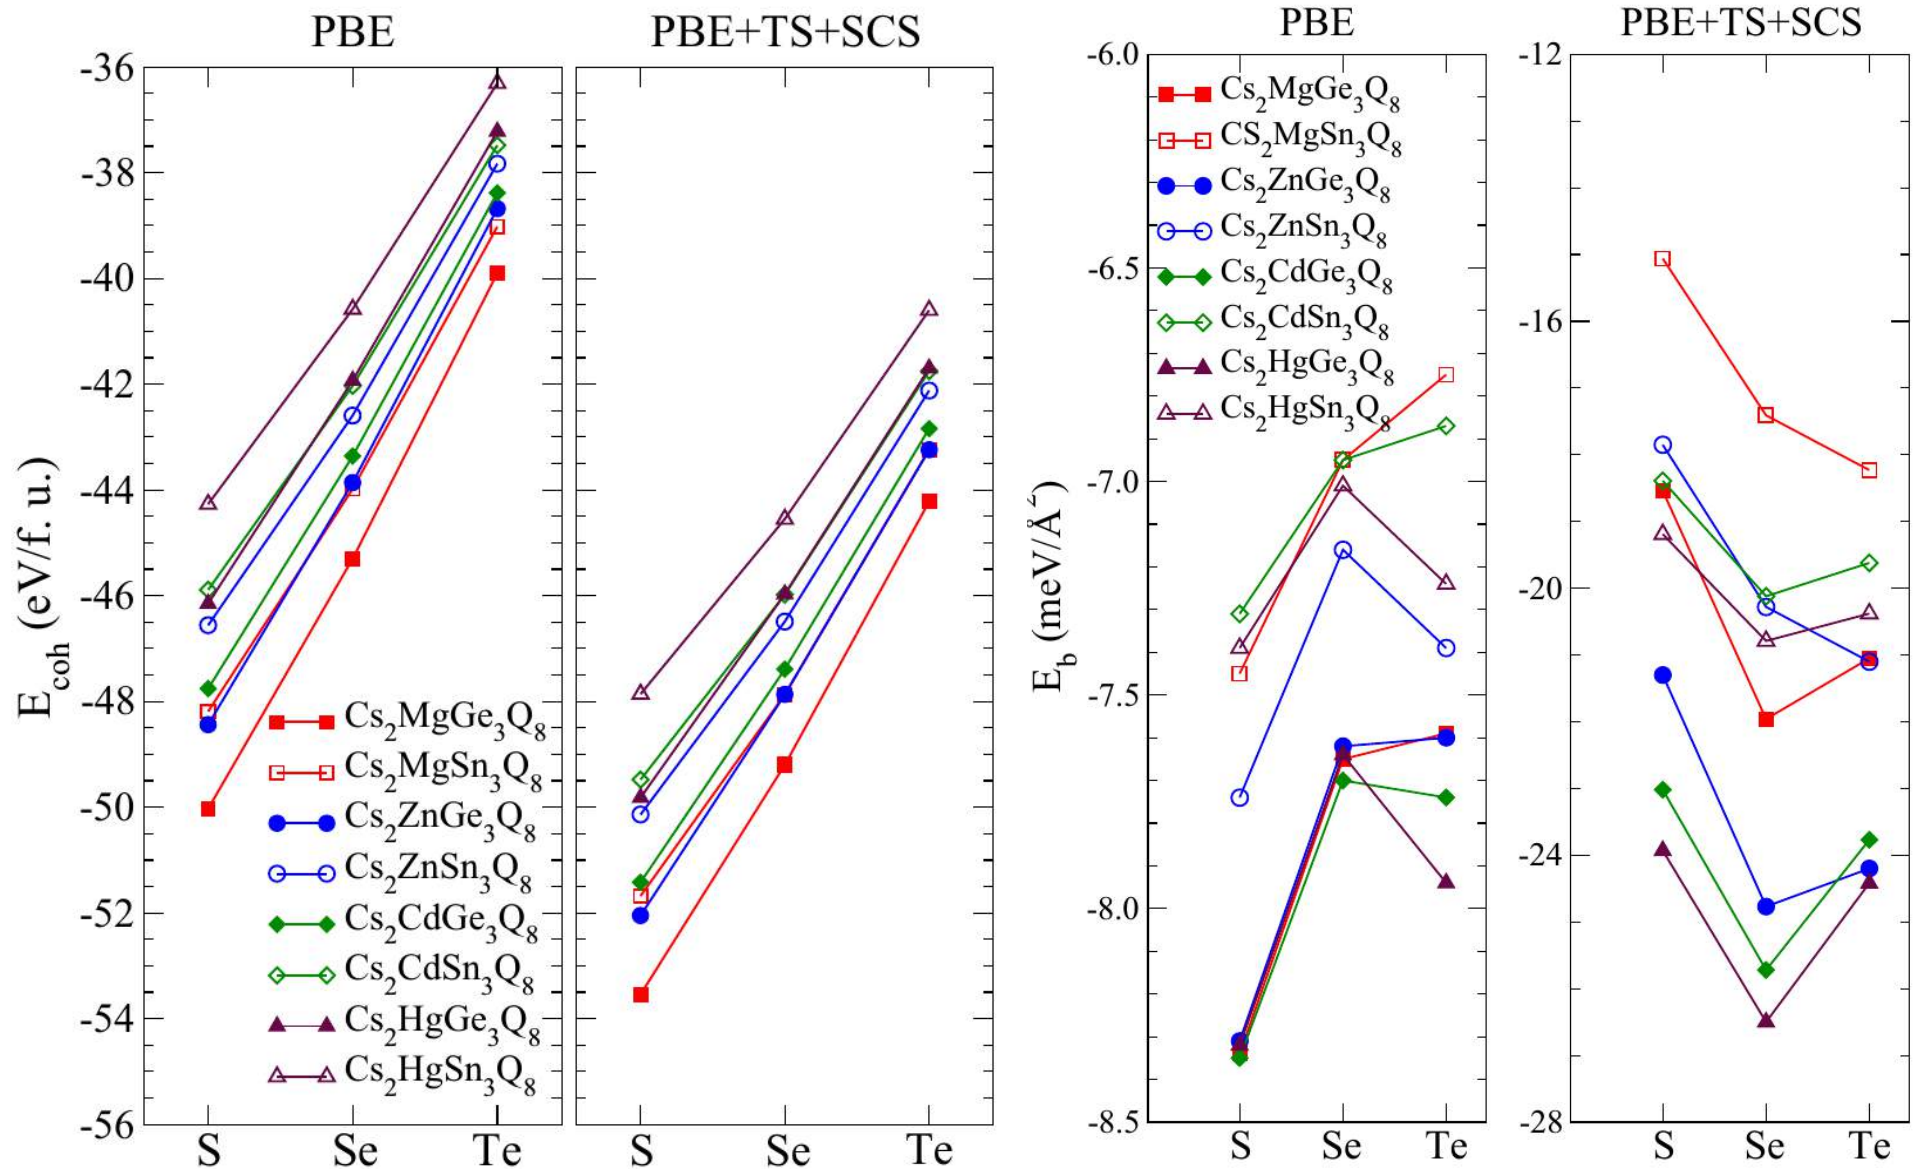 PBE
PBE+TS+SCS
-36
-38
-40
-42
-44
-46
-48
-50
-52
-54
-56
E_coh (eV/f. u.)
Cs₂MgGe₃Q₈
Cs₂MgSn₃Q₈
Cs₂ZnGe₃Q₈
Cs₂ZnSn₃Q₈
Cs₂CdGe₃Q₈
Cs₂CdSn₃Q₈
Cs₂HgGe₃Q₈
Cs₂HgSn₃Q₈
S Se Te
S Se Te
PBE
-6.0
-6.5
-7.0
-7.5
-8.0
-8.5
E_b (meV/Å²)
Cs₂MgGe₃Q₈
CS₂MgSn₃Q₈
Cs₂ZnGe₃Q₈
Cs₂ZnSn₃Q₈
Cs₂CdGe₃Q₈
Cs₂CdSn₃Q₈
Cs₂HgGe₃Q₈
Cs₂HgSn₃Q₈
S Se Te
PBE+TS+SCS
-12
-16
-20
-24
-28
S Se Te